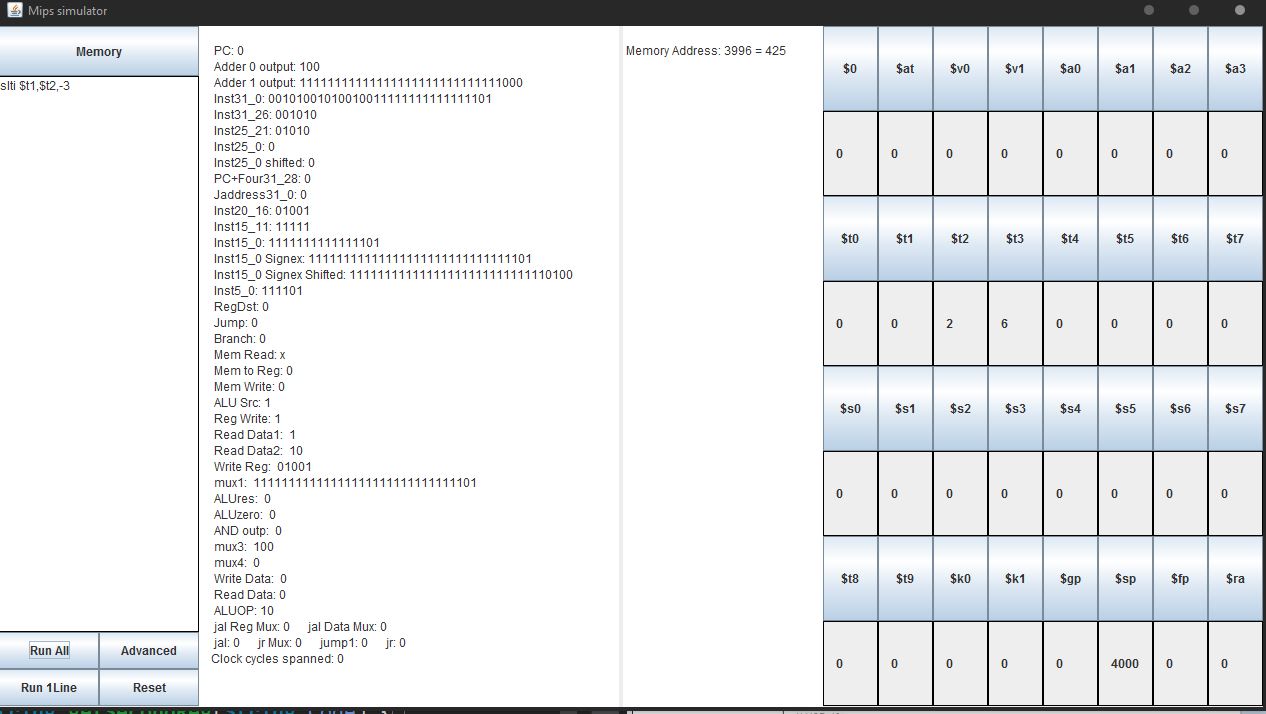 Mips simulator
Memory
slti $t1,$t2,-3
Run All
Advanced
Run 1Line
Reset
PC: 0
Adder 0 output: 100
Adder 1 output: 11111111111111111111111111111000
Inst31_0: 00101001010010011111111111111101
Inst31_26: 001010
Inst25_21: 01010
Inst25_0: 0
Inst25_0 shifted: 0
PC+Four31_28: 0
Jaddress31_0: 0
Inst20_16: 01001
Inst15_11: 11111
Inst15_0: 1111111111111101
Inst15_0 Signex: 11111111111111111111111111111101
Inst15_0 Signex Shifted: 11111111111111111111111111110100
Inst5_0: 111101
RegDst: 0
Jump: 0
Branch: 0
Mem Read: x
Mem to Reg: 0
Mem Write: 0
ALU Src: 1
Reg Write: 1
Read Data1: 1
Read Data2: 10
Write Reg: 01001
mux1: 11111111111111111111111111111101
ALUres: 0
ALUzero: 0
AND outp: 0
mux3: 100
mux4: 0
Write Data: 0
Read Data: 0
ALUOP: 10
jal Reg Mux: 0 jal Data Mux: 0
jal: 0 jr Mux: 0 jump1: 0 jr: 0
Clock cycles spanned: 0
Memory Address: 3996 = 425
$0 $at $v0 $v1 $a0 $a1 $a2 $a3
0 0 0 0 0 0 0 0
$t0 $t1 $t2 $t3 $t4 $t5 $t6 $t7
0 0 2 6 0 0 0 0
$s0 $s1 $s2 $s3 $s4 $s5 $s6 $s7
0 0 0 0 0 0 0 0
$t8 $t9 $k0 $k1 $gp $sp $fp $ra
0 0 0 0 0 4000 0 0